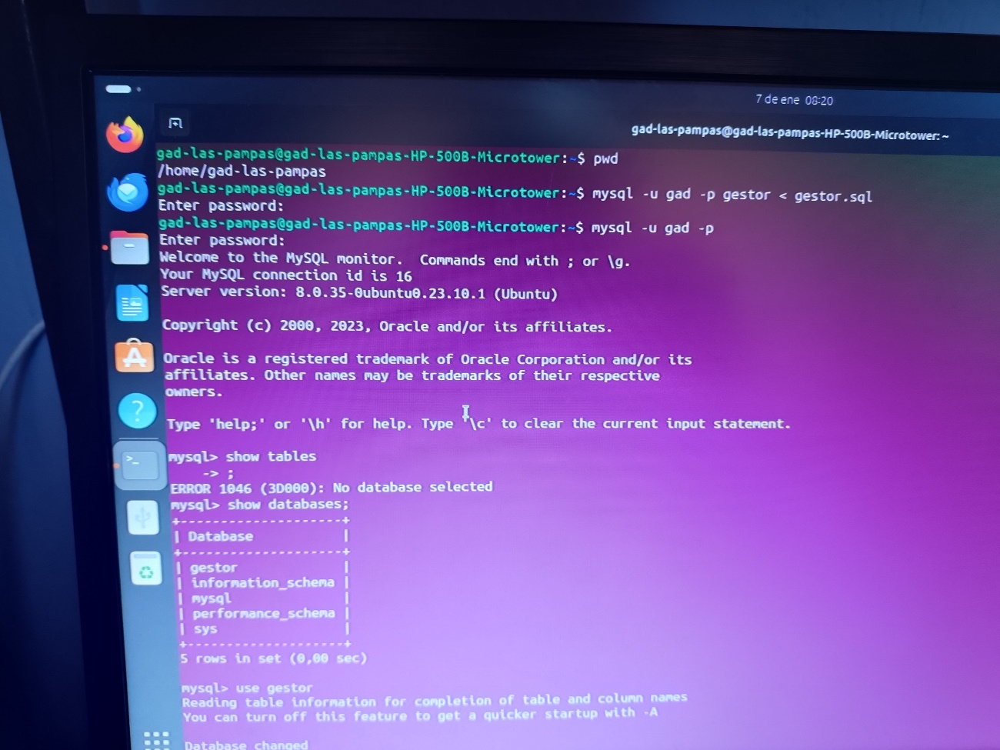 7 de ene 08:20
gad-las-pampas@gad-las-pampas-HP-500B-Microtower: ~
gad-las-pampas@gad-las-pampas-HP-500B-Microtower:~$ pwd
/home/gad-las-pampas
gad-las-pampas@gad-las-pampas-HP-500B-Microtower:~$ mysql -u gad -p gestor < gestor.sql
Enter password:
gad-las-pampas@gad-las-pampas-HP-500B-Microtower:~$ mysql -u gad -p
Enter password:
Welcome to the MySQL monitor.  Commands end with ; or \g.
Your MySQL connection id is 16
Server version: 8.0.35-0ubuntu0.23.10.1 (Ubuntu)
Copyright (c) 2000, 2023, Oracle and/or its affiliates.
Oracle is a registered trademark of Oracle Corporation and/or its
affiliates. Other names may be trademarks of their respective
owners.
Type 'help;' or '\h' for help. Type '\c' to clear the current input statement.
mysql> show tables
    -> ;
ERROR 1046 (3D000): No database selected
mysql> show databases;
+--------------------+
| Database           |
+--------------------+
| gestor             |
| information_schema |
| mysql              |
| performance_schema |
| sys                |
+--------------------+
5 rows in set (0,00 sec)
mysql> use gestor
Reading table information for completion of table and column names
You can turn off this feature to get a quicker startup with -A
Database changed